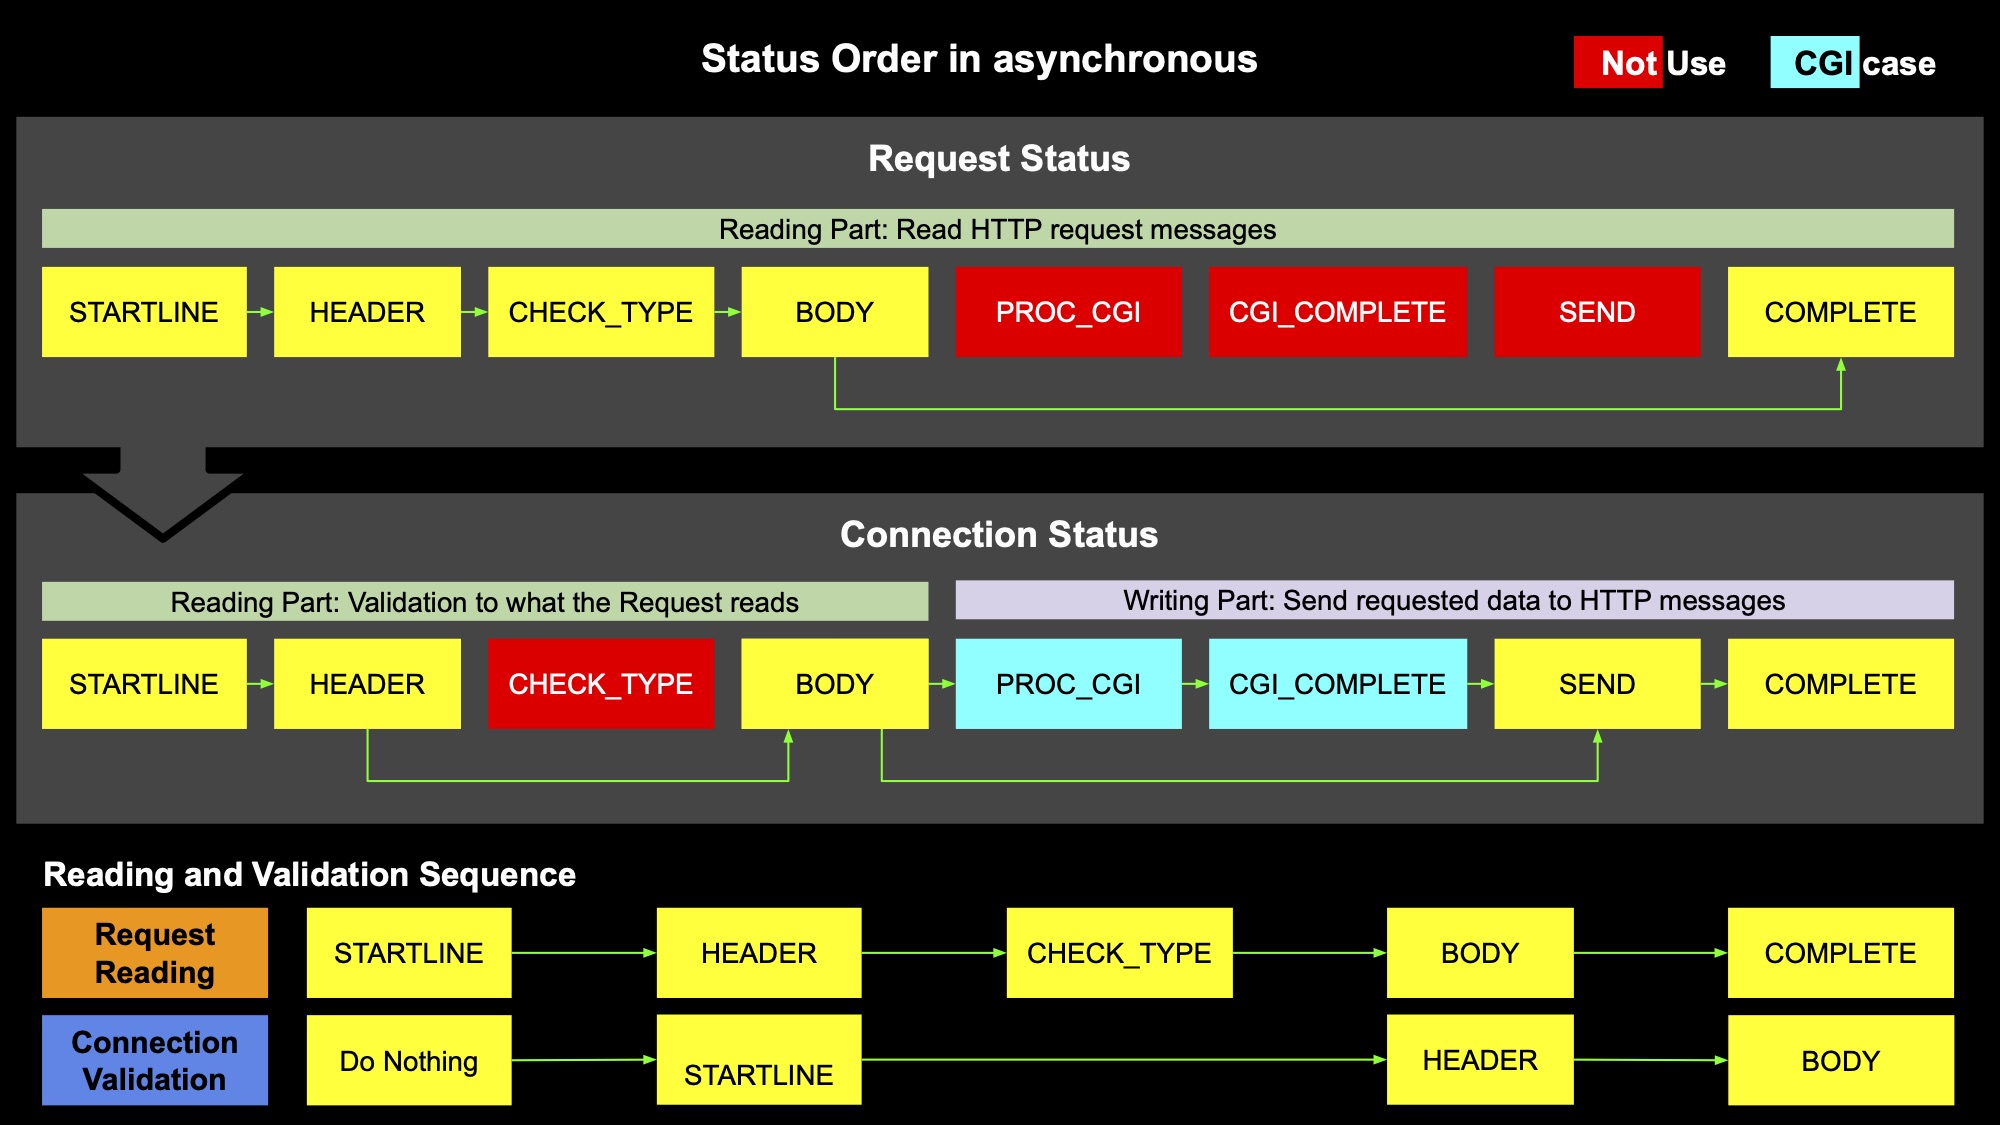 Status Order in asynchronous
Not Use
CGI case
Request Status
Reading Part: Read HTTP request messages
STARTLINE
HEADER
CHECK_TYPE
BODY
PROC_CGI
CGI_COMPLETE
SEND
COMPLETE
Connection Status
Reading Part: Validation to what the Request reads
Writing Part: Send requested data to HTTP messages
STARTLINE
HEADER
CHECK_TYPE
BODY
PROC_CGI
CGI_COMPLETE
SEND
COMPLETE
Reading and Validation Sequence
Request
Reading
STARTLINE
HEADER
CHECK_TYPE
BODY
COMPLETE
Connection
Validation
Do Nothing
STARTLINE
HEADER
BODY